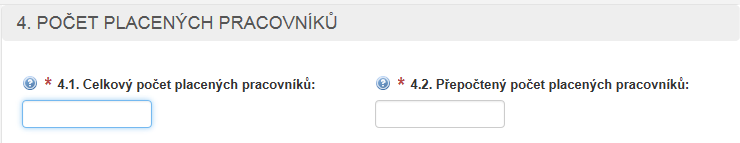 4. POČET PLACENÝCH PRACOVNÍKŮ
? * 4.1. Celkový počet placených pracovníků: ? * 4.2. Přepočtený počet placených pracovníků: